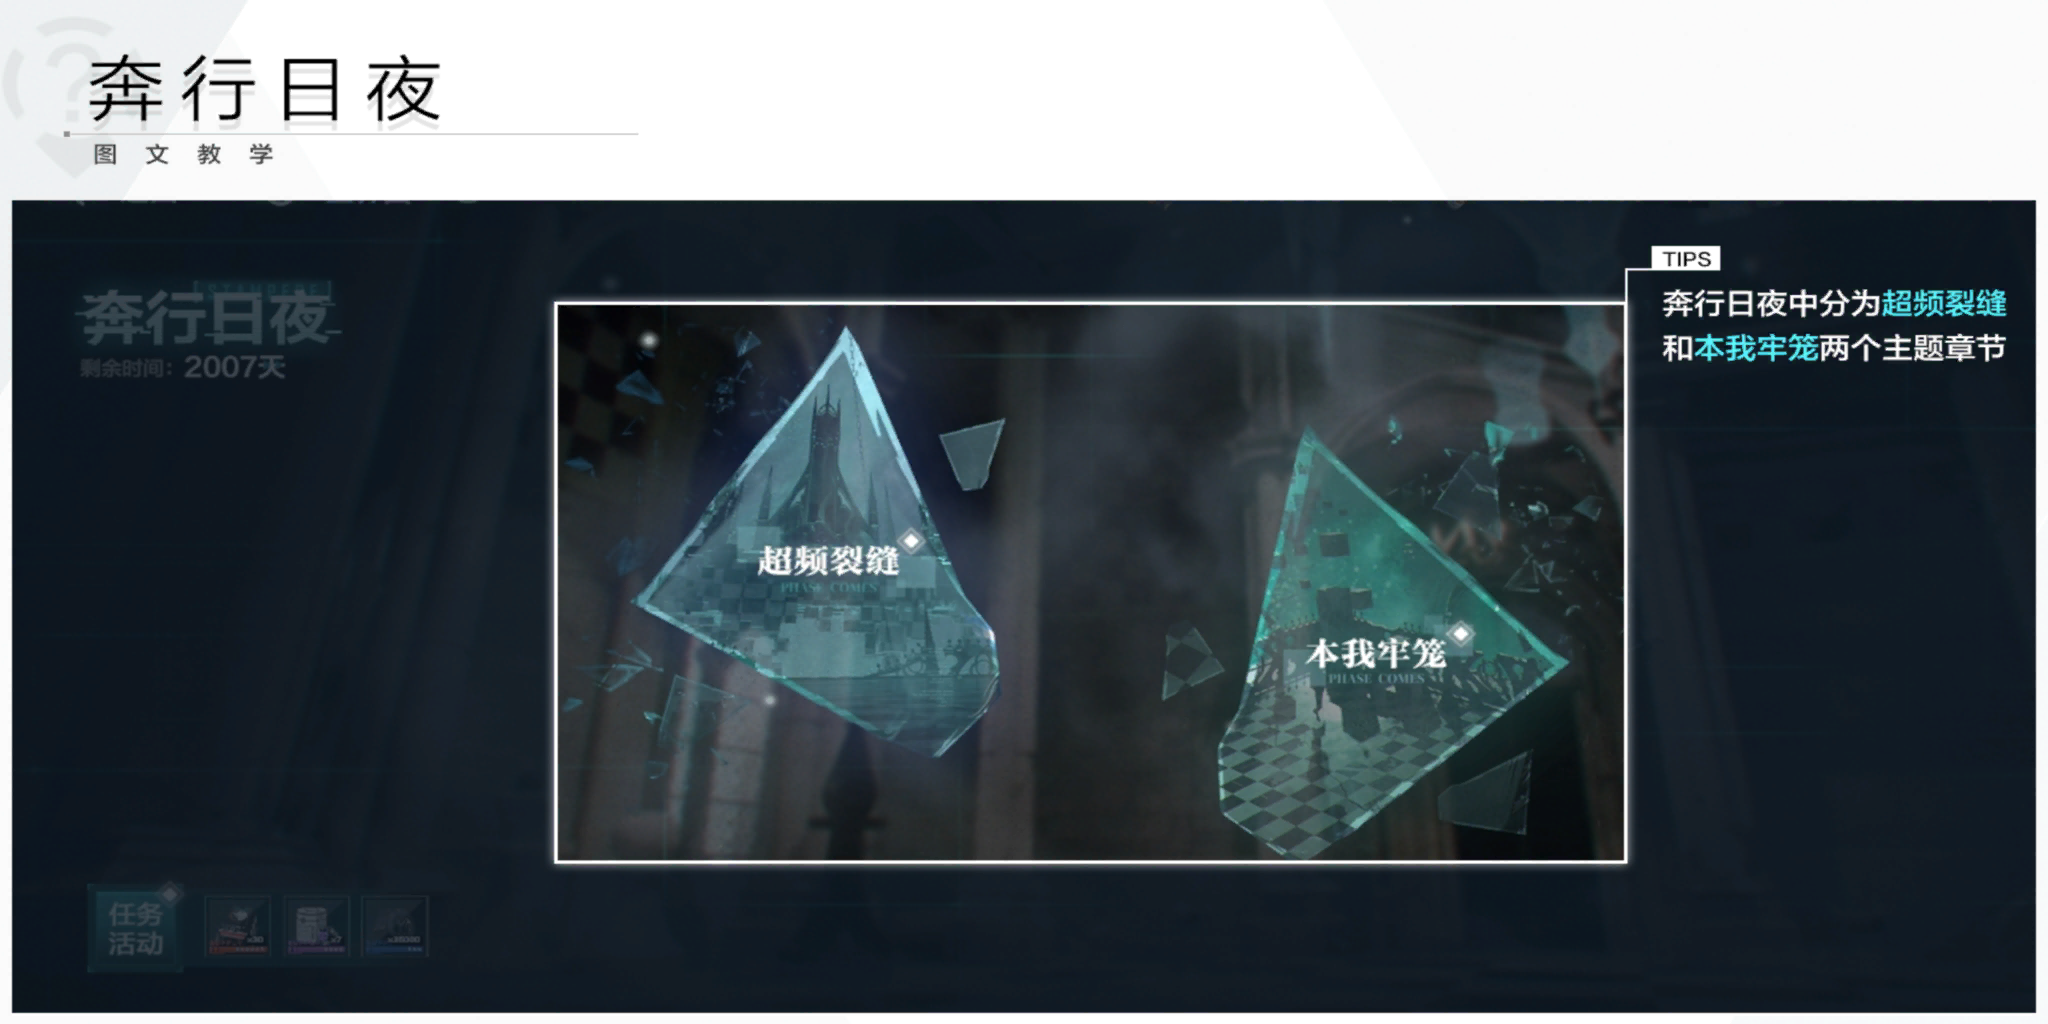 奔行日夜
图文教学
TIPS
奔行日夜中分为超频裂缝
和本我牢笼两个主题章节
奔行日夜
剩余时间：2007天
超频裂缝
PHASE COMES
本我牢笼
PHASE COMES
任务
活动
x30
x7